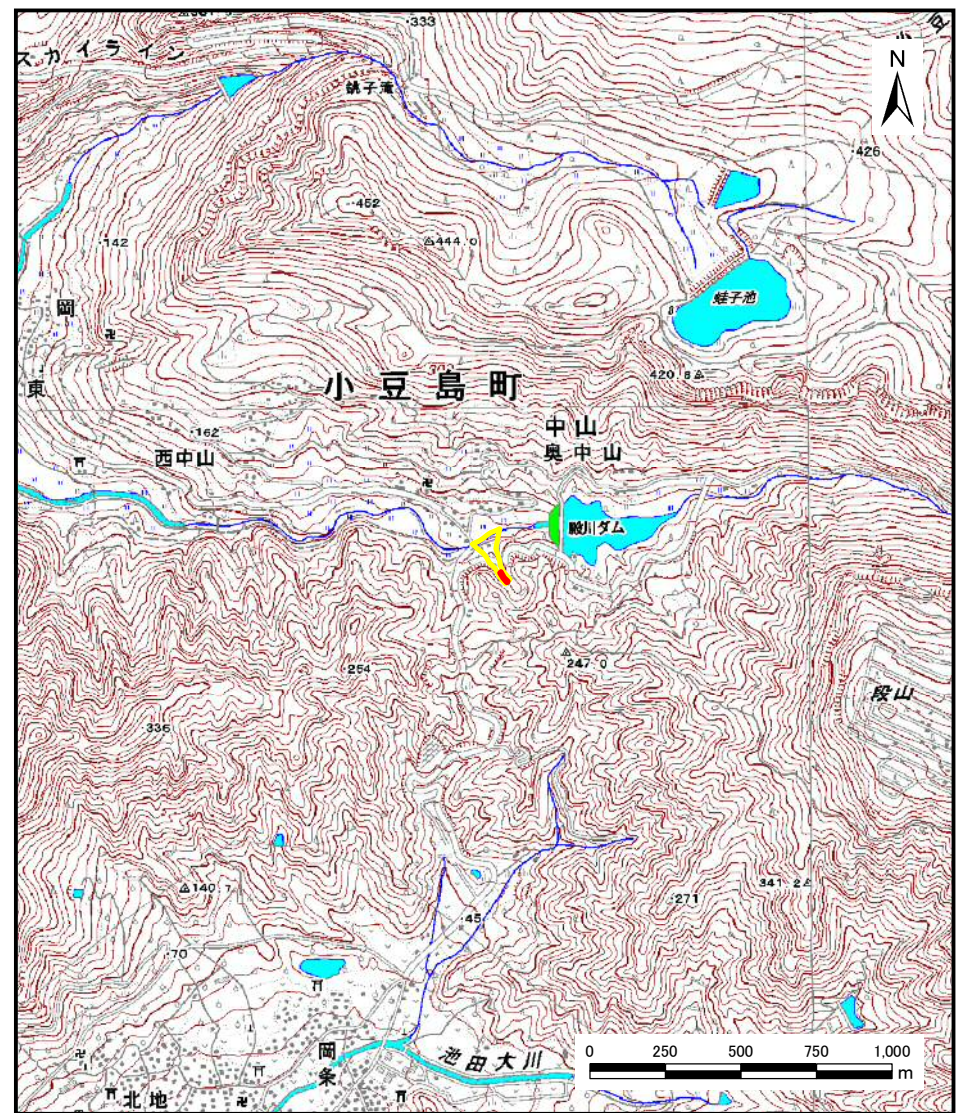 ·333
スカイライン
N
銚子滝
·426
·452
444.0
·142
岡
蛙子池
東
420.8
小豆島町
·162
中山
西中山
奥中山
殿川ダム
·254
247.0
段山
·336
140.7
341.2
·271
·45
·70
岡条
池田大川
北地
0 250 500 750 1,000
m